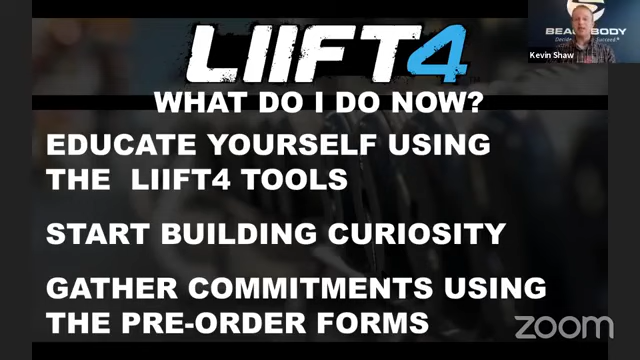 LIIFT4
BEACHBODY
Kevin Shaw
WHAT DO I DO NOW?
EDUCATE YOURSELF USING
THE LIIFT4 TOOLS
START BUILDING CURIOSITY
GATHER COMMITMENTS USING
THE PRE-ORDER FORMS
zoom